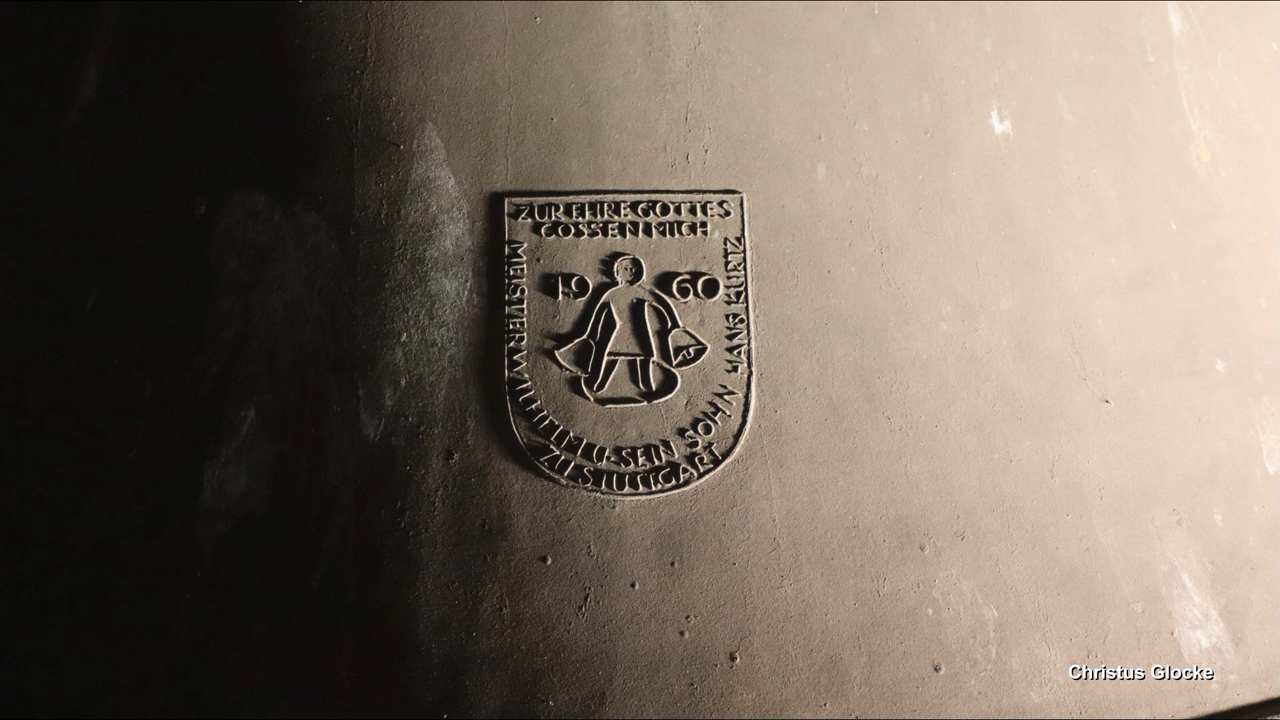 ZUR EHRE GOTTES
GOSSEN MICH
19 60
MEISTER WILHELM U. SEIN SOHN HANS KURTZ
ZU STUTTGART
Christus Glocke